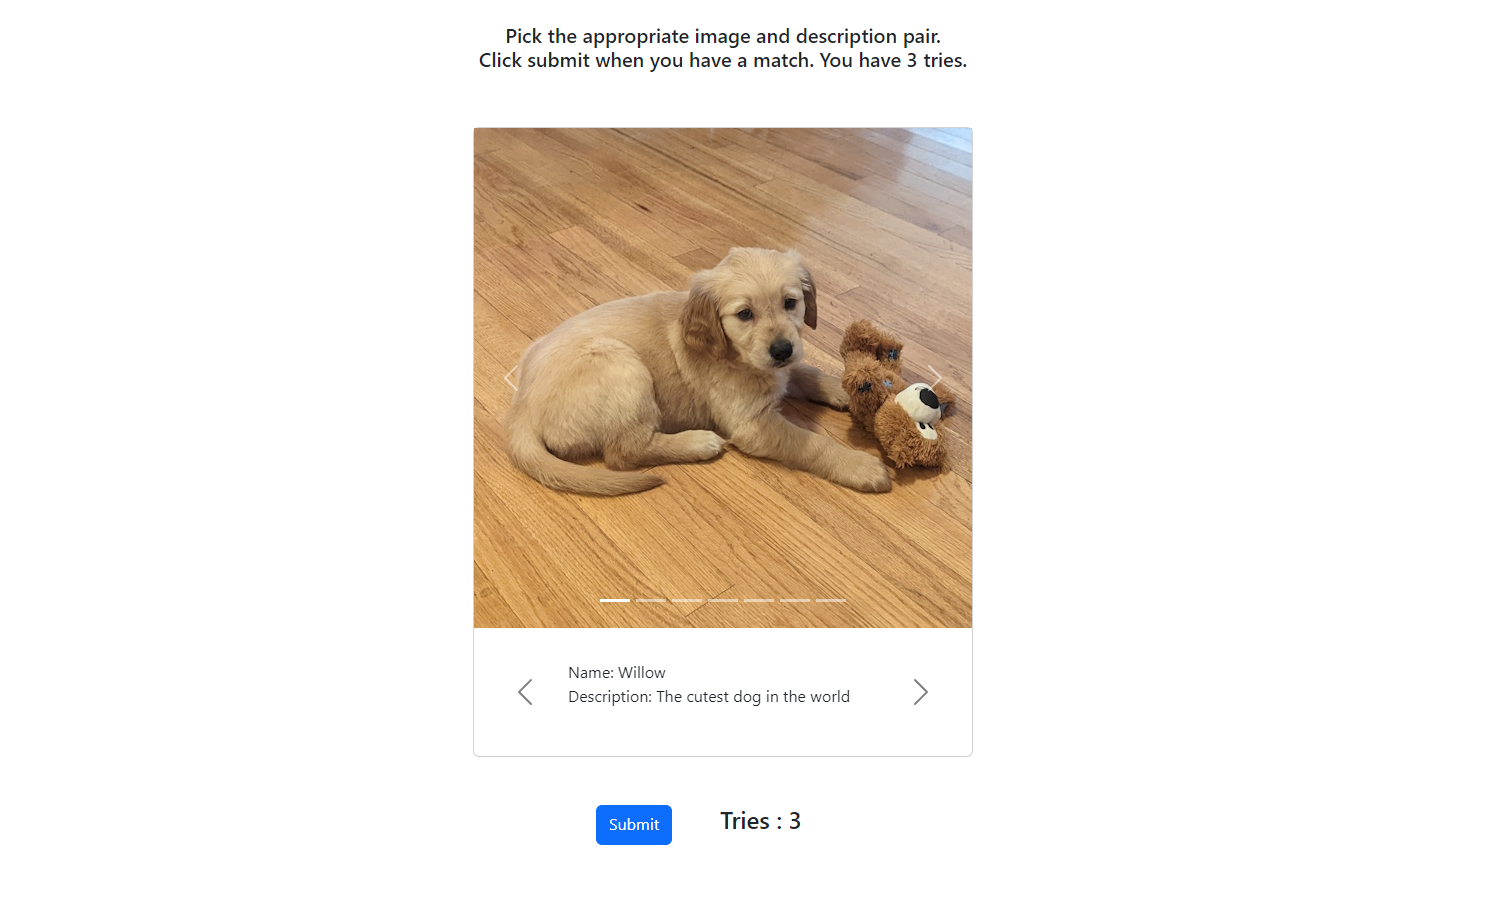 Pick the appropriate image and description pair.
Click submit when you have a match. You have 3 tries.
Name: Willow
Description: The cutest dog in the world
Submit
Tries : 3